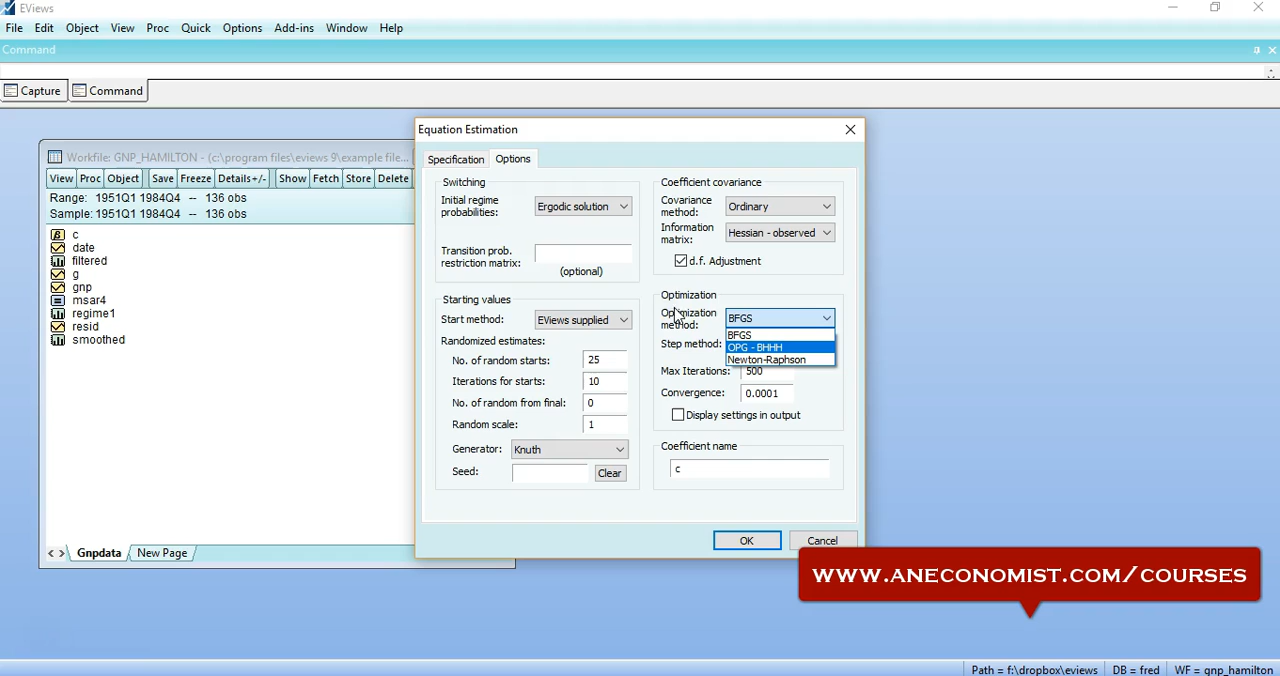 EViews
File Edit Object View Proc Quick Options Add-ins Window Help
Command
Capture Command
Workfile: GNP_HAMILTON - (c:\program files\eviews 9\example file...
View Proc Object Save Freeze Details+/- Show Fetch Store Delete
Range: 1951Q1 1984Q4 -- 136 obs
Sample: 1951Q1 1984Q4 -- 136 obs
c
date
filtered
g
gnp
msar4
regime1
resid
smoothed
Gnpdata New Page
Equation Estimation
Specification Options
Switching
Initial regime
probabilities: Ergodic solution
Transition prob.
restriction matrix:
(optional)
Starting values
Start method: EViews supplied
Randomized estimates:
No. of random starts: 25
Iterations for starts: 10
No. of random from final: 0
Random scale: 1
Generator: Knuth
Seed: Clear
Coefficient covariance
Covariance
method: Ordinary
Information
matrix: Hessian - observed
d.f. Adjustment
Optimization
Optimization
method: BFGS
BFGS
OPG - BHHH
Newton-Raphson
Step method:
Max Iterations: 500
Convergence: 0.0001
Display settings in output
Coefficient name
c
OK Cancel
WWW.ANECONOMIST.COM/COURSES
Path = f:\dropbox\eviews DB = fred WF = gnp_hamilton